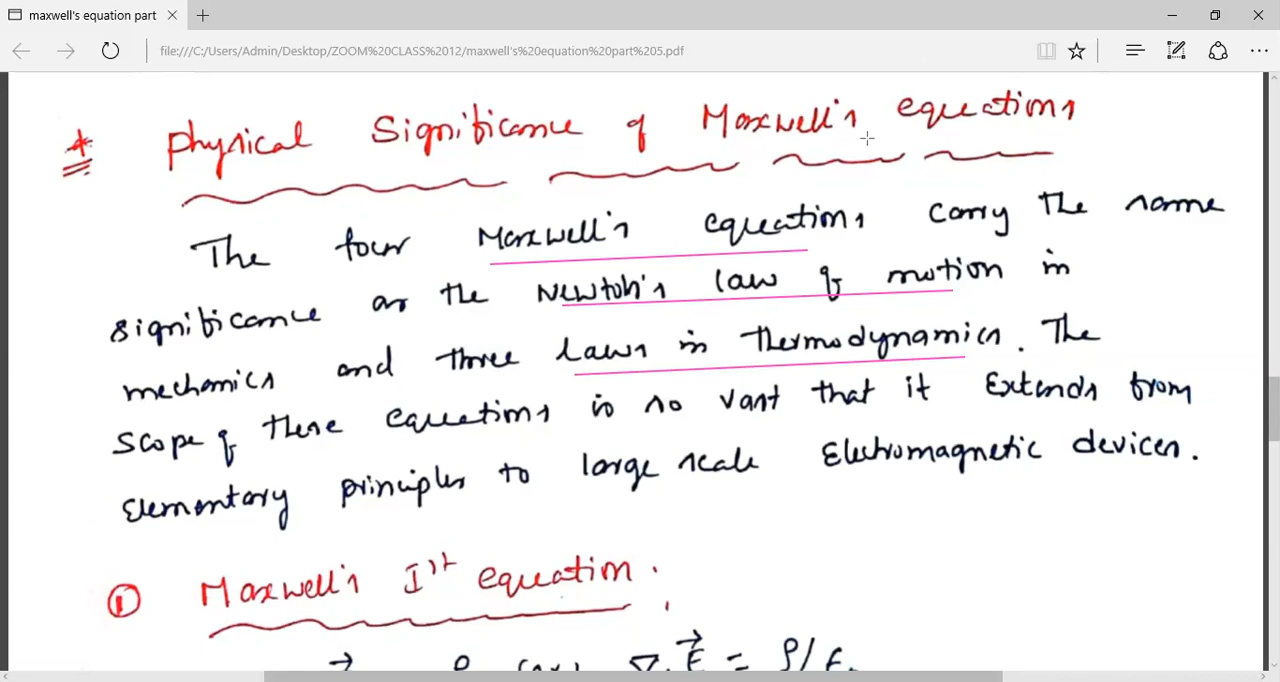 maxwell's equation part
file:///C:/Users/Admin/Desktop/ZOOM%20CLASS%2012/maxwell's%20equation%20part%205.pdf
Physical Significance of Maxwell's equations
The four Maxwell's equations carry the same
significance as the Newton's law of motion in
mechanics and three laws in thermodynamics. The
scope of these equations is so vast that it Extends from
Elementary principles to large scale Electromagnetic devices.
① Maxwell's Ist equation.
∇. E⃗ = ρ/ε